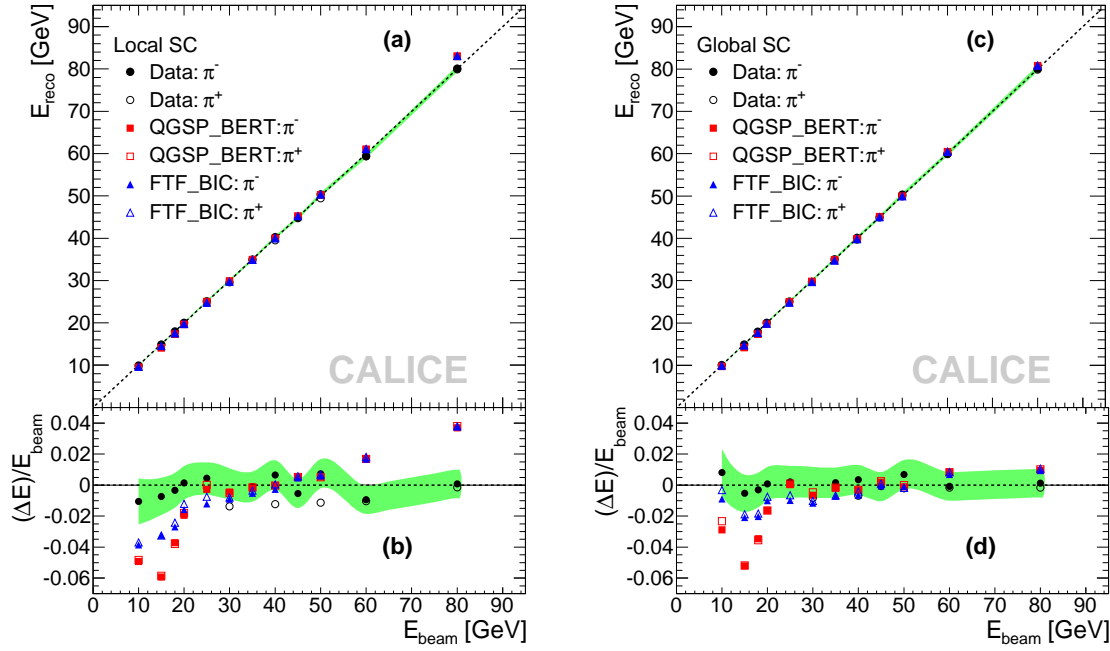 E_reco [GeV]
90
80
70
60
50
40
30
20
10
Local SC
(a)
Data: π⁻
Data: π⁺
QGSP_BERT:π⁻
QGSP_BERT:π⁺
FTF_BIC: π⁻
FTF_BIC: π⁺
CALICE
(ΔE)/E_beam
0.04
0.02
0
-0.02
-0.04
-0.06
(b)
0 10 20 30 40 50 60 70 80 90
E_beam [GeV]
E_reco [GeV]
90
80
70
60
50
40
30
20
10
Global SC
(c)
Data: π⁻
Data: π⁺
QGSP_BERT:π⁻
QGSP_BERT:π⁺
FTF_BIC: π⁻
FTF_BIC: π⁺
CALICE
(ΔE)/E_beam
0.04
0.02
0
-0.02
-0.04
-0.06
(d)
0 10 20 30 40 50 60 70 80 90
E_beam [GeV]